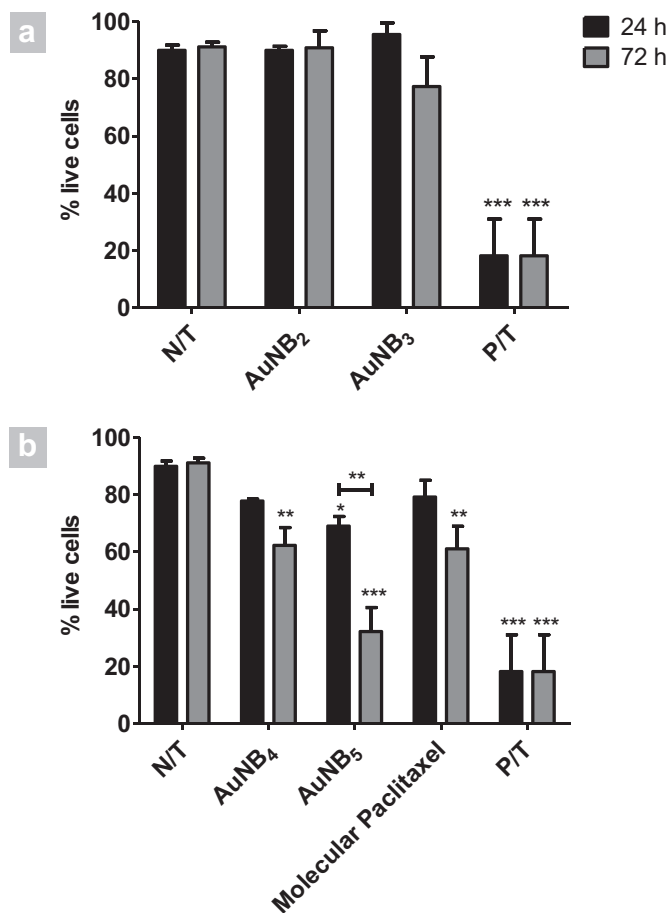 a
24 h
72 h
% live cells
100
80
60
40
20
0
*** ***
N/T
AuNB₂
AuNB₃
P/T
b
% live cells
100
80
60
40
20
0
**
**
*
***
**
*** ***
N/T
AuNB₄
AuNB₅
Molecular Paclitaxel
P/T